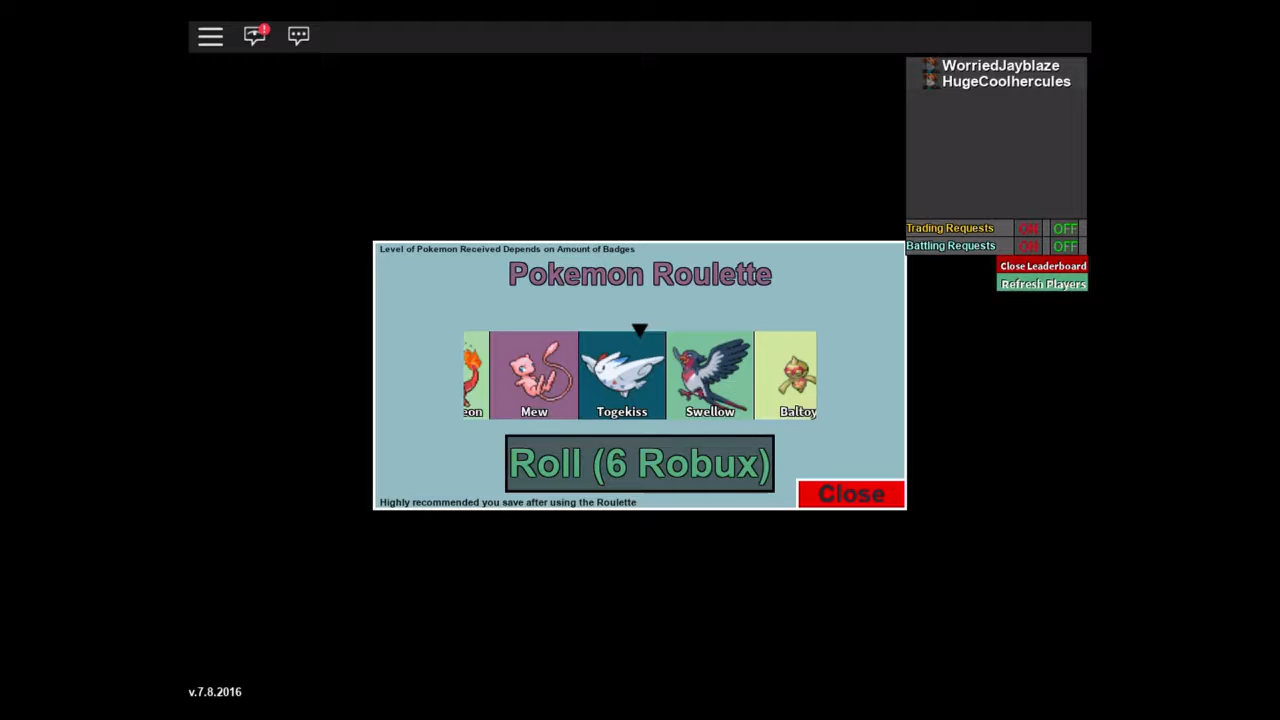 !
WorriedJayblaze
HugeCoolhercules
Trading Requests ON OFF
Battling Requests ON OFF
Close Leaderboard
Refresh Players
Level of Pokemon Received Depends on Amount of Badges
Pokemon Roulette
eon Mew Togekiss Swellow Baltoy
Roll (6 Robux)
Close
Highly recommended you save after using the Roulette
v.7.8.2016